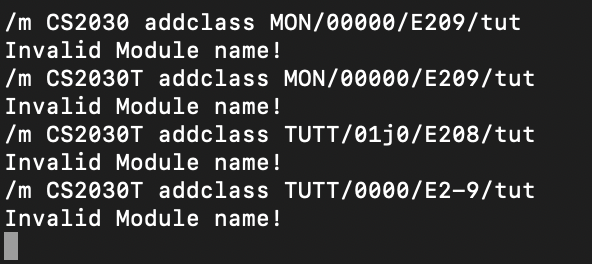 /m CS2030 addclass MON/00000/E209/tut
Invalid Module name!
/m CS2030T addclass MON/00000/E209/tut
Invalid Module name!
/m CS2030T addclass TUTT/01j0/E208/tut
Invalid Module name!
/m CS2030T addclass TUTT/0000/E2-9/tut
Invalid Module name!